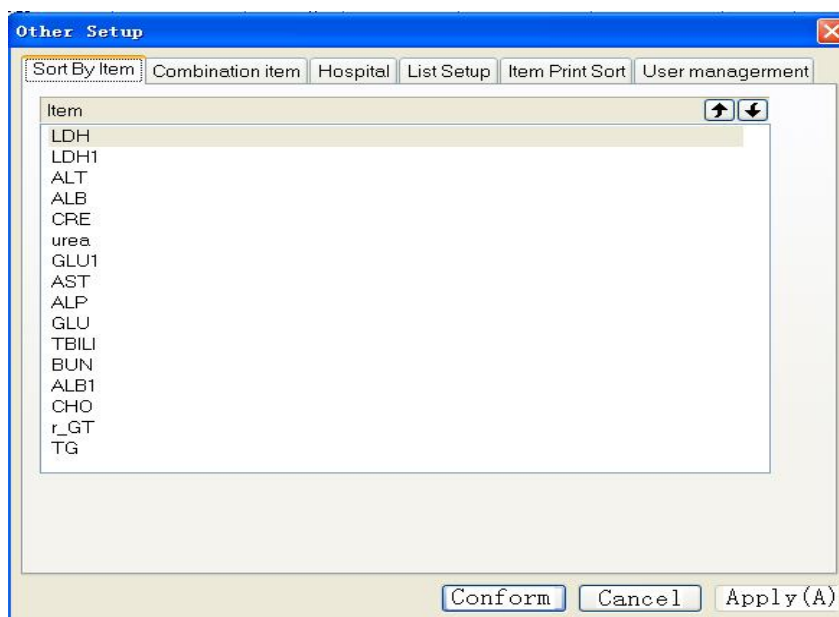 Other Setup
Sort By Item Combination item Hospital List Setup Item Print Sort User managerment
Item
LDH
LDH1
ALT
ALB
CRE
urea
GLU1
AST
ALP
GLU
TBILI
BUN
ALB1
CHO
r_GT
TG
Conform Cancel Apply(A)